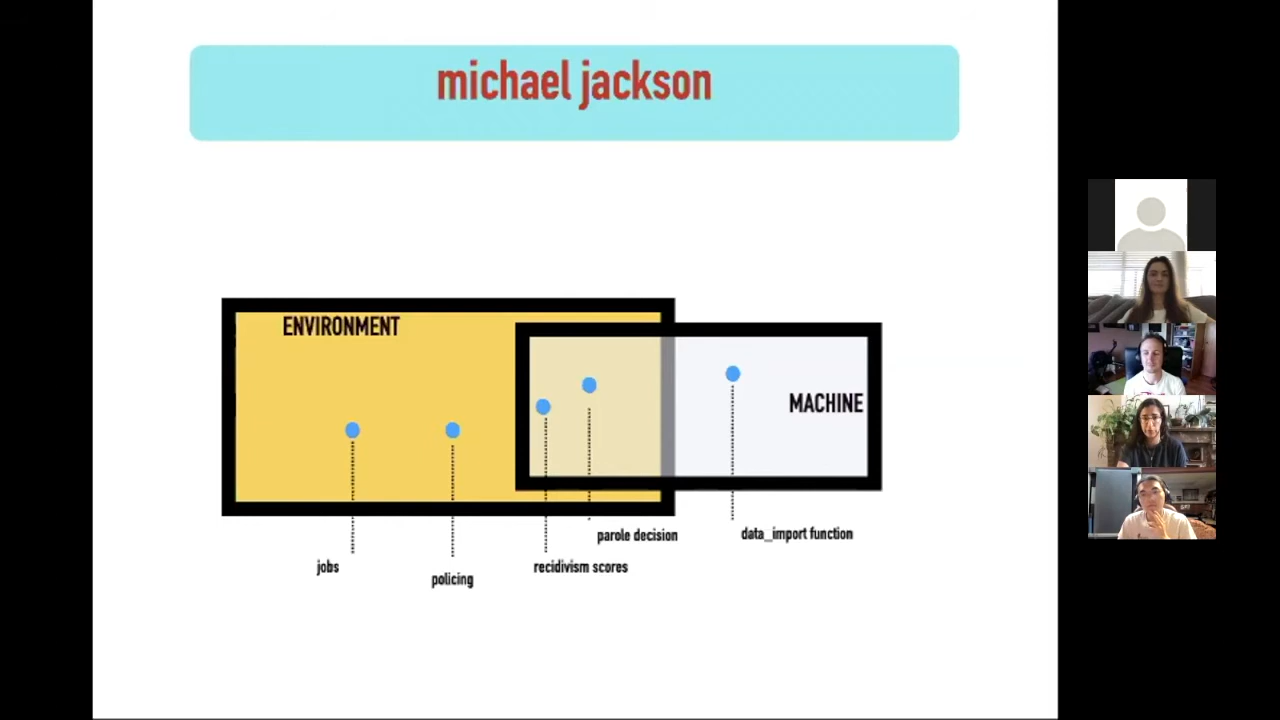 michael jackson
ENVIRONMENT
MACHINE
parole decision
data_import function
jobs
recidivism scores
policing